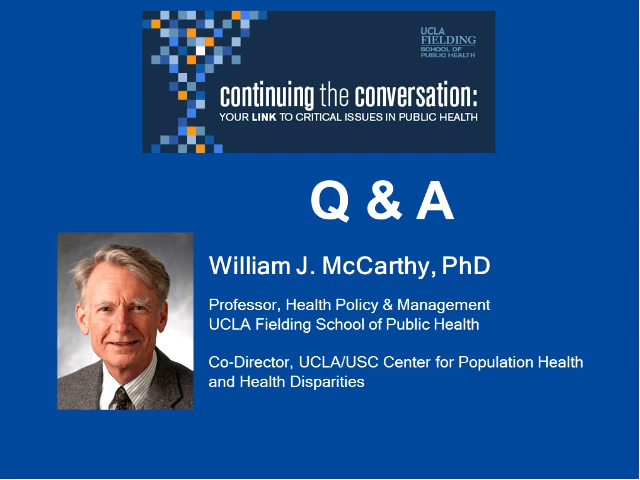 UCLA
FIELDING
SCHOOL OF
PUBLIC HEALTH
continuing the conversation:
YOUR LINK TO CRITICAL ISSUES IN PUBLIC HEALTH
Q & A
William J. McCarthy, PhD
Professor, Health Policy & Management
UCLA Fielding School of Public Health
Co-Director, UCLA/USC Center for Population Health
and Health Disparities